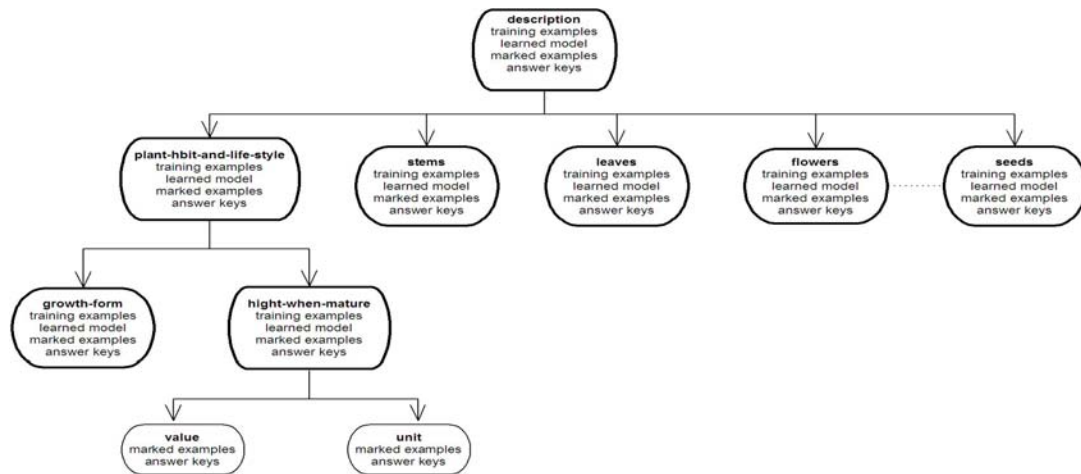 description
training examples
learned model
marked examples
answer keys
plant-hbit-and-life-style
training examples
learned model
marked examples
answer keys
stems
training examples
learned model
marked examples
answer keys
leaves
training examples
learned model
marked examples
answer keys
flowers
training examples
learned model
marked examples
answer keys
seeds
training examples
learned model
marked examples
answer keys
growth-form
training examples
learned model
marked examples
answer keys
hight-when-mature
training examples
learned model
marked examples
answer keys
value
marked examples
answer keys
unit
marked examples
answer keys